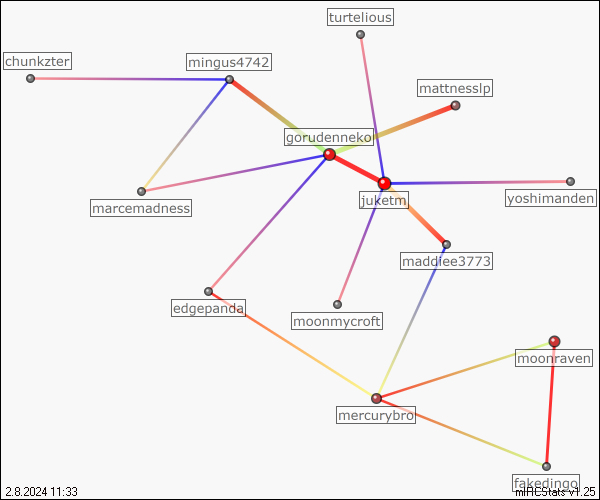 turtelious
chunkzter
mingus4742
mattnesslp
gorudenneko
marcemadness
juketm
yoshimanden
maddiee3773
edgepanda
moonmycroft
moonraven
mercurybro
fakedingo
2.8.2024 11:33
mIRCStats v1.25